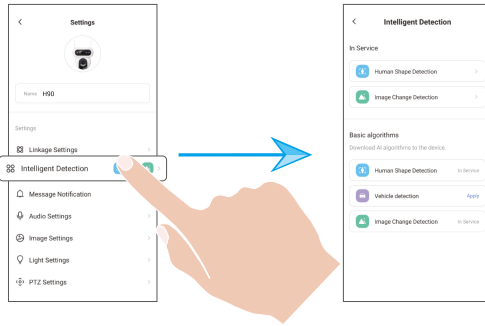 Settings
Name H90
Settings
Linkage Settings
Intelligent Detection
Message Notification
Audio Settings
Image Settings
Light Settings
PTZ Settings
Intelligent Detection
In Service
Human Shape Detection
Image Change Detection
Basic algorithms
Download AI algorithms to the device.
Human Shape Detection In Service
Vehicle detection Apply
Image Change Detection In Service